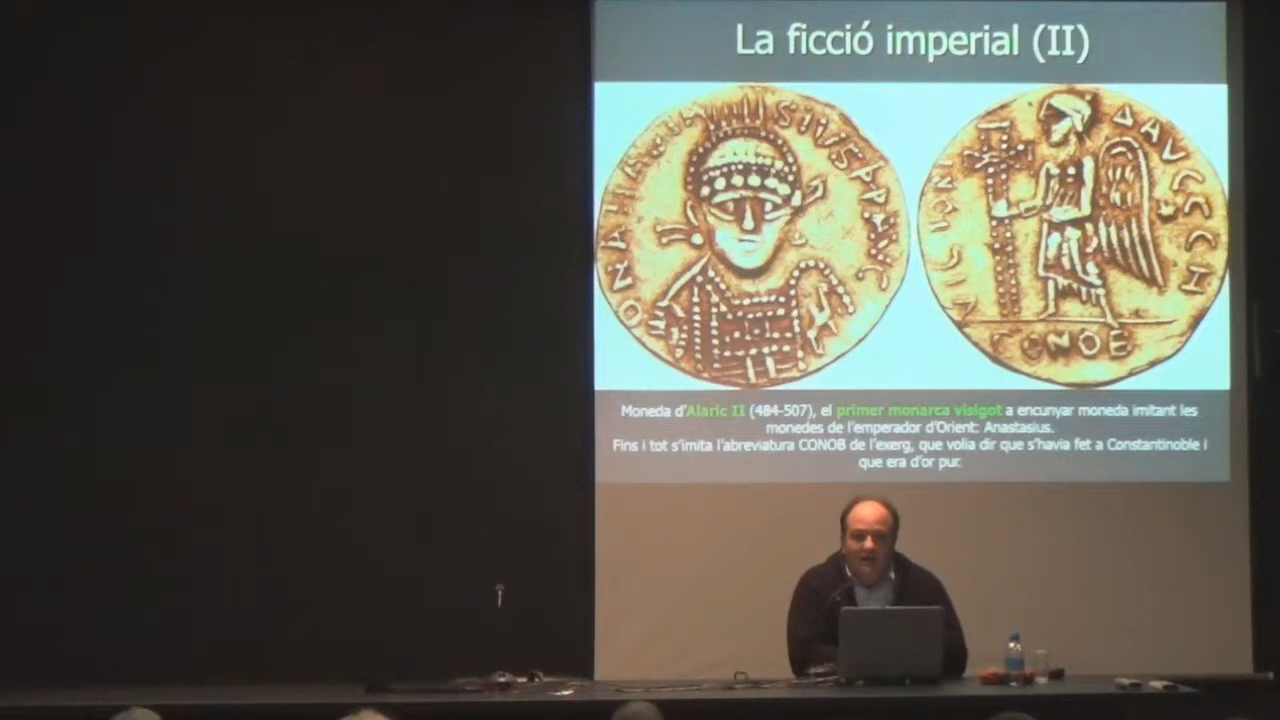 La ficció imperial (II)
CONOE
Moneda d'Alaric II (484-507), el primer monarca visigot a encunyar moneda imitant les
monedes de l'emperador d'Orient: Anastasius.
Fins i tot s'imita l'abreviatura CONOB de l'exerg, que volia dir que s'havia fet a Constantinoble i
que era d'or pur.